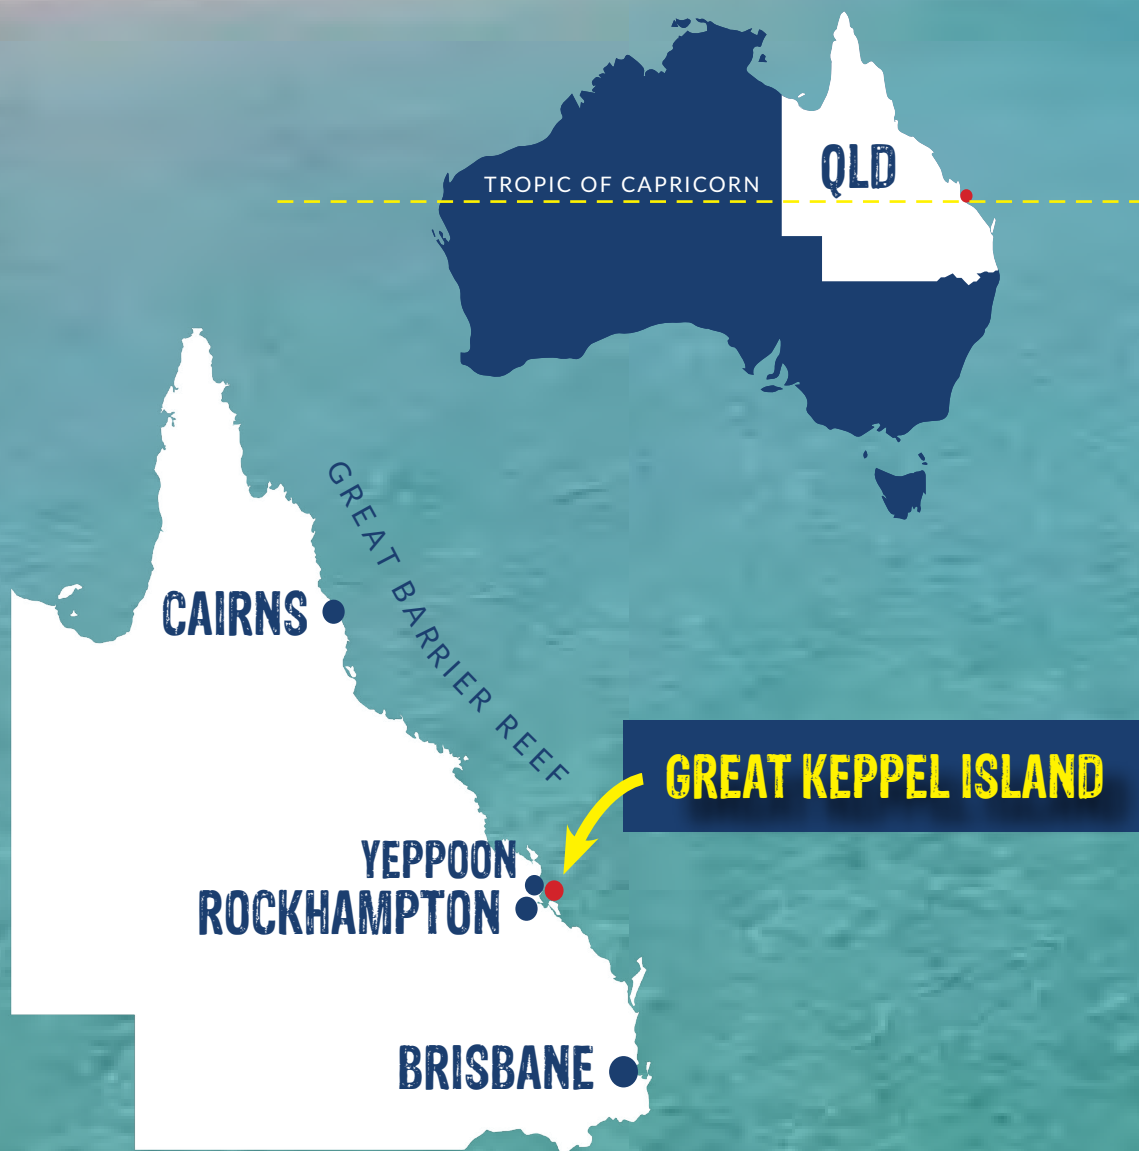 QLD
TROPIC OF CAPRICORN
GREAT BARRIER REEF
CAIRNS
GREAT KEPPEL ISLAND
YEPPOON
ROCKHAMPTON
BRISBANE